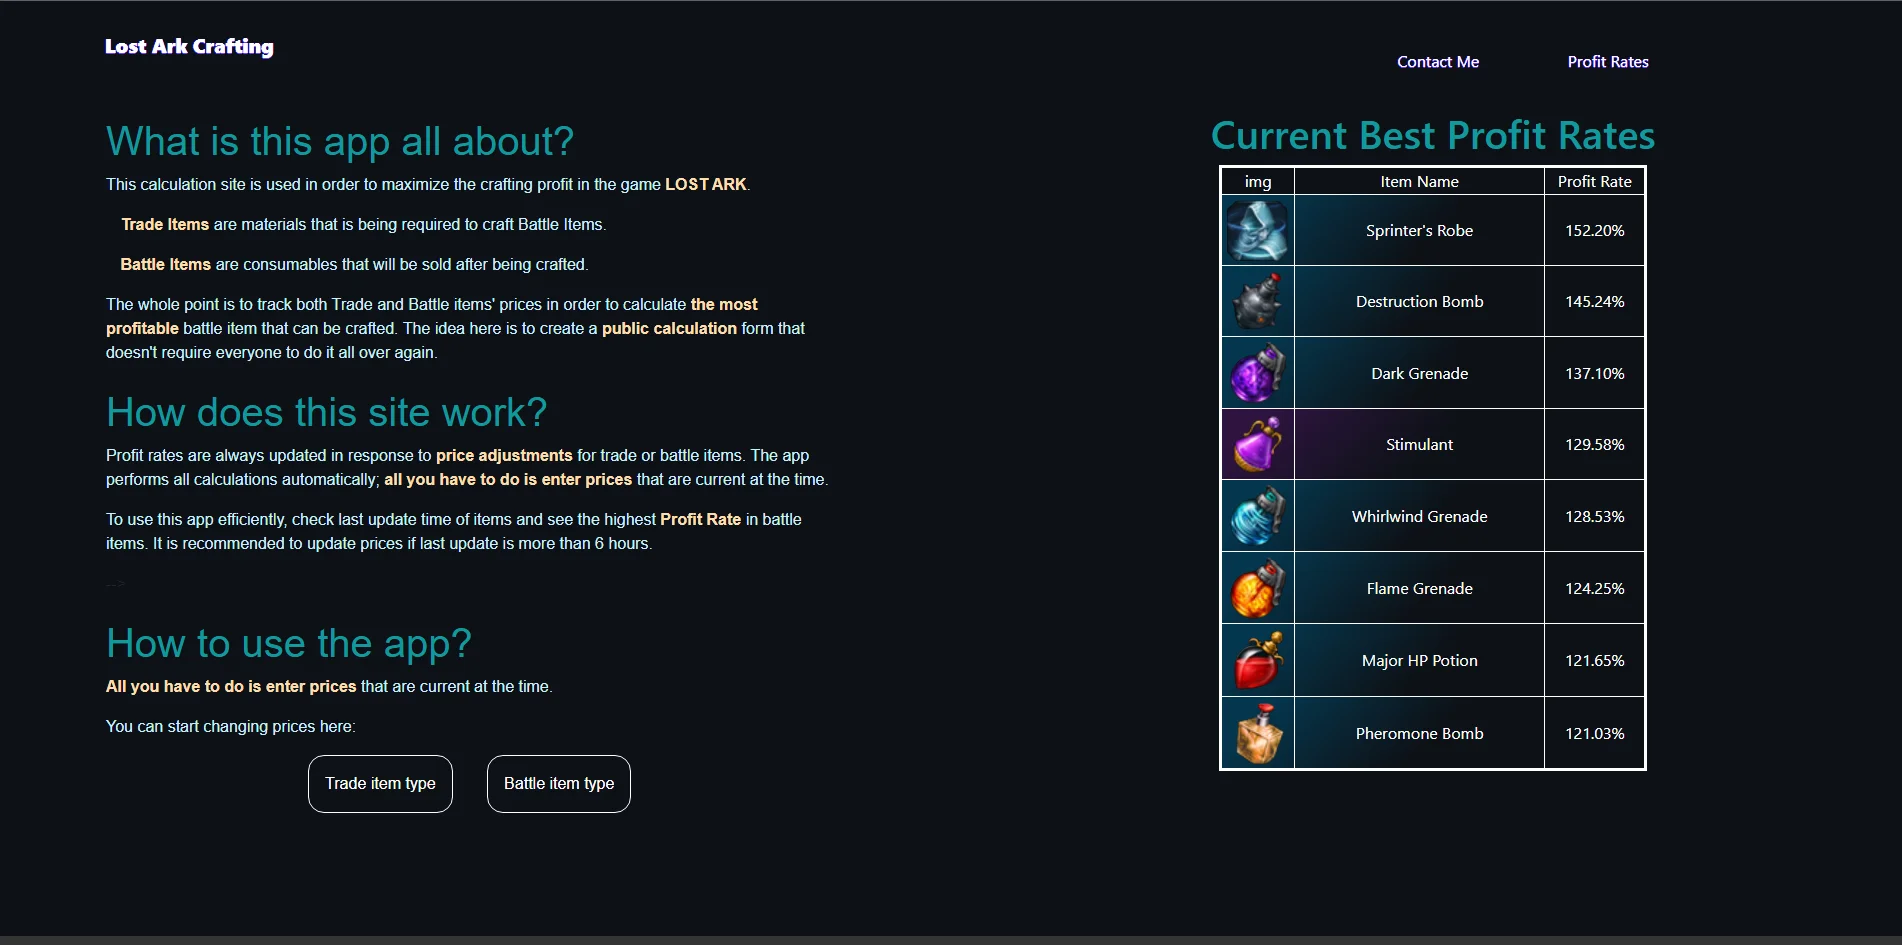 Lost Ark Crafting
Contact Me
Profit Rates
What is this app all about?
This calculation site is used in order to maximize the crafting profit in the game LOST ARK.
Trade Items are materials that is being required to craft Battle Items.
Battle Items are consumables that will be sold after being crafted.
The whole point is to track both Trade and Battle items' prices in order to calculate the most
profitable battle item that can be crafted. The idea here is to create a public calculation form that
doesn't require everyone to do it all over again.
How does this site work?
Profit rates are always updated in response to price adjustments for trade or battle items. The app
performs all calculations automatically; all you have to do is enter prices that are current at the time.
To use this app efficiently, check last update time of items and see the highest Profit Rate in battle
items. It is recommended to update prices if last update is more than 6 hours.
-->
How to use the app?
All you have to do is enter prices that are current at the time.
You can start changing prices here:
Trade item type
Battle item type
Current Best Profit Rates
img Item Name Profit Rate
Sprinter's Robe 152.20%
Destruction Bomb 145.24%
Dark Grenade 137.10%
Stimulant 129.58%
Whirlwind Grenade 128.53%
Flame Grenade 124.25%
Major HP Potion 121.65%
Pheromone Bomb 121.03%